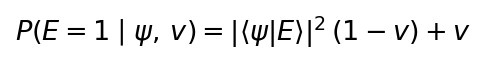 P(E = 1 | ψ, v) = |⟨ψ|E⟩|² (1 − v) + v